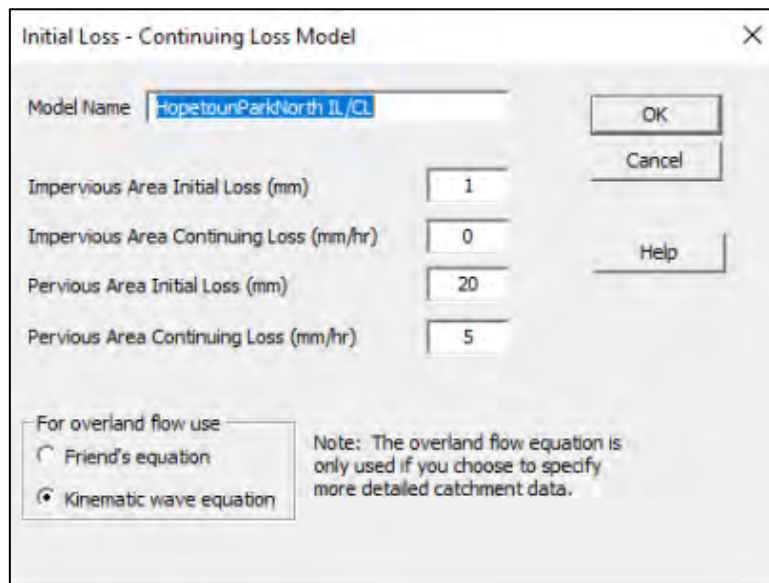 Initial Loss - Continuing Loss Model
Model Name HopetounParkNorth IL/CL
OK
Cancel
Impervious Area Initial Loss (mm) 1
Impervious Area Continuing Loss (mm/hr) 0
Help
Pervious Area Initial Loss (mm) 20
Pervious Area Continuing Loss (mm/hr) 5
For overland flow use
Friend's equation
Kinematic wave equation
Note: The overland flow equation is
only used if you choose to specify
more detailed catchment data.